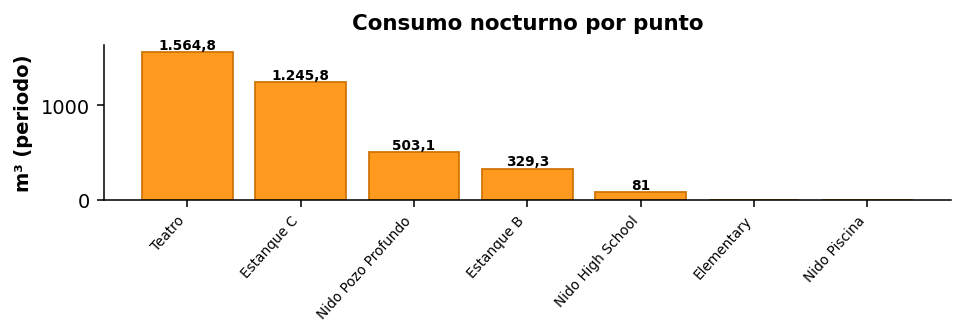 Consumo nocturno por punto
m³ (periodo)
1000
0
1.564,8
1.245,8
503,1
329,3
81
Teatro
Estanque C
Nido Pozo Profundo
Estanque B
Nido High School
Elementary
Nido Piscina